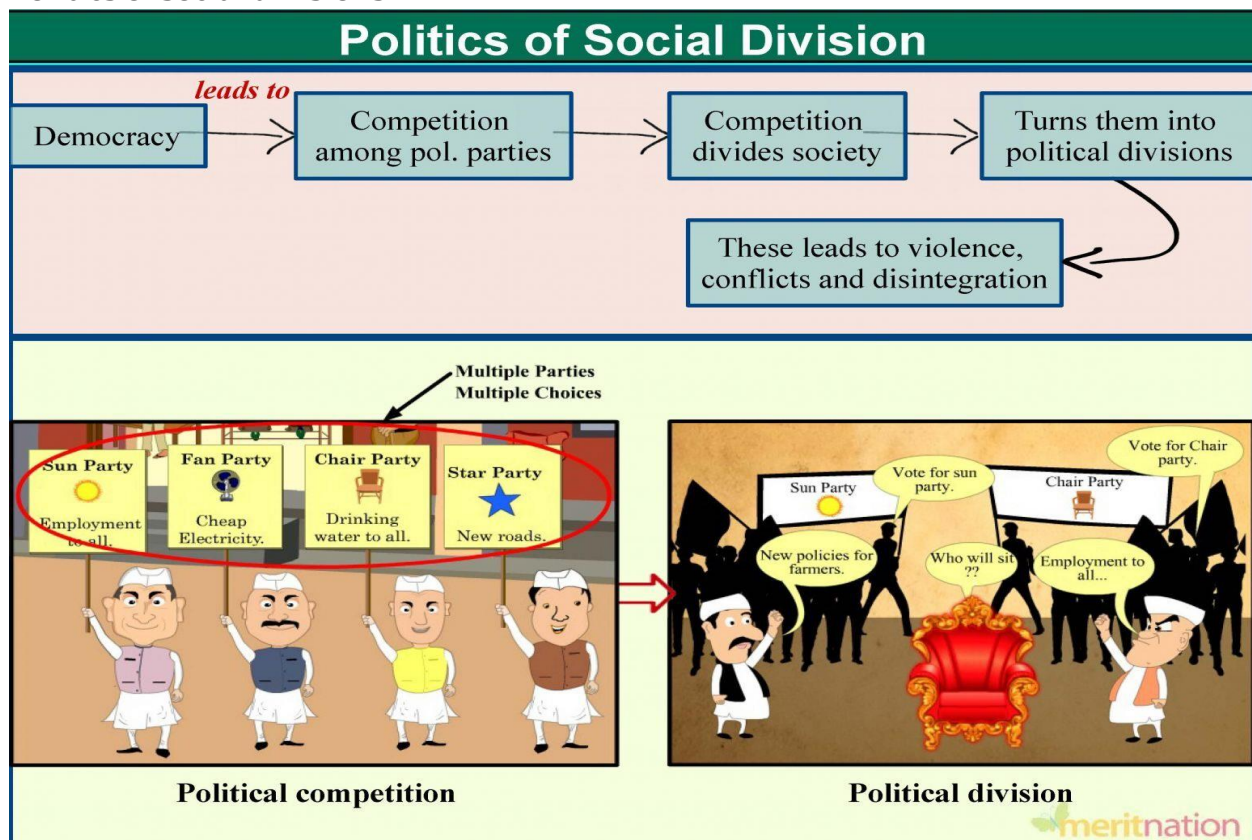 Politics of Social Division
leads to
Democracy
Competition
among pol. parties
Competition
divides society
Turns them into
political divisions
These leads to violence,
conflicts and disintegration
Multiple Parties
Multiple Choices
Sun Party
Employment
to all.
Fan Party
Cheap
Electricity.
Chair Party
Drinking
water to all.
Star Party
New roads.
Sun Party
Vote for sun
party.
Chair Party
Vote for Chair
party.
New policies for
farmers.
Who will sit
??
Employment to
all...
Political competition
Political division
meritnation